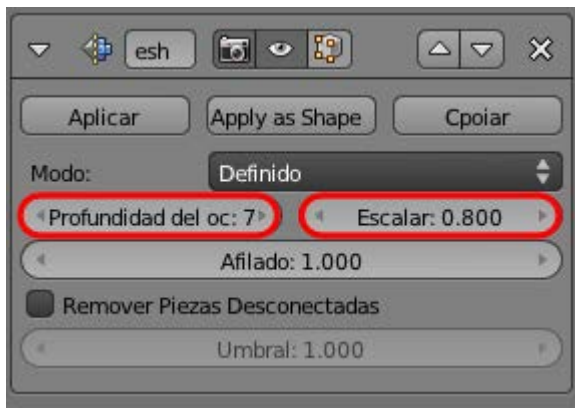 esh
Aplicar Apply as Shape Cpoiar
Modo: Definido
Profundidad del oc: 7 Escalar: 0.800
Afilado: 1.000
Remover Piezas Desconectadas
Umbral: 1.000